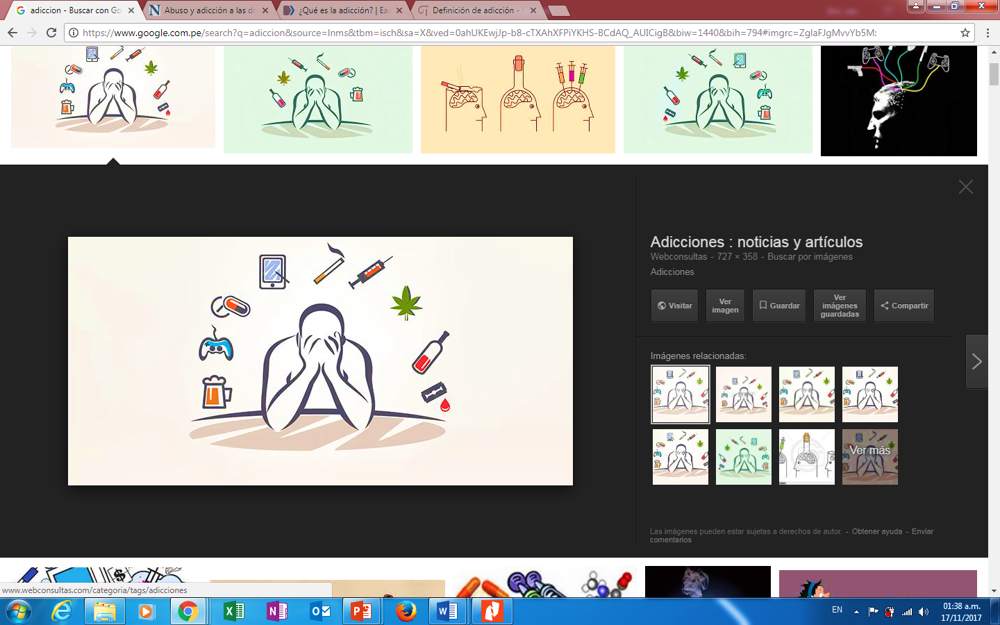 adiccion - Buscar con Go
Abuso y adicción a las d
¿Qué es la adicción? | Eas
Definición de adicción -
https://www.google.com.pe/search?q=adiccion&source=lnms&tbm=isch&sa=X&ved=0ahUKEwjJp-b8-cTXAhXFPiYKHS-BCdAQ_AUICigB&biw=1440&bih=794#imgrc=ZglaFJgMvvYb5M:
Adicciones : noticias y artículos
Webconsultas - 727 × 358 - Buscar por imágenes
Adicciones
Visitar
Ver
imagen
Guardar
Ver
imágenes
guardadas
Compartir
Imágenes relacionadas:
Ver más
Las imágenes pueden estar sujetas a derechos de autor. - Obtener ayuda - Enviar
comentarios
www.webconsultas.com/categoria/tags/adicciones
EN
01:38 a.m.
17/11/2017